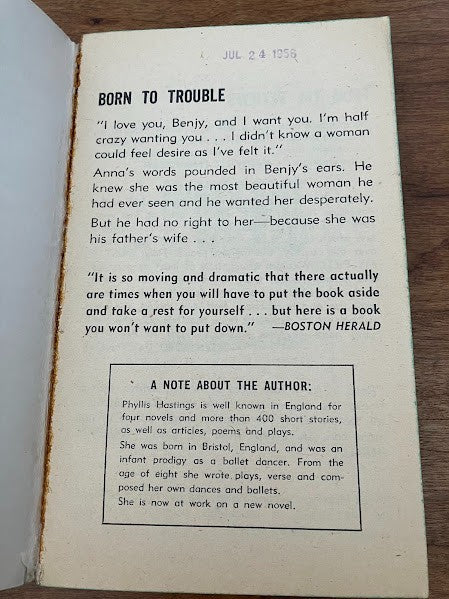 JUL 24 1956
BORN TO TROUBLE
"I love you, Benjy, and I want you. I'm half
crazy wanting you . . . I didn't know a woman
could feel desire as I've felt it."
Anna's words pounded in Benjy's ears. He
knew she was the most beautiful woman he
had ever seen and he wanted her desperately.
But he had no right to her—because she was
his father's wife . . .
"It is so moving and dramatic that there actually
are times when you will have to put the book aside
and take a rest for yourself . . . but here is a book
you won't want to put down." —BOSTON HERALD
A NOTE ABOUT THE AUTHOR:
Phyllis Hastings is well known in England for
four novels and more than 400 short stories,
as well as articles, poems and plays.
She was born in Bristol, England, and was an
infant prodigy as a ballet dancer. From the
age of eight she wrote plays, verse and com-
posed her own dances and ballets.
She is now at work on a new novel.